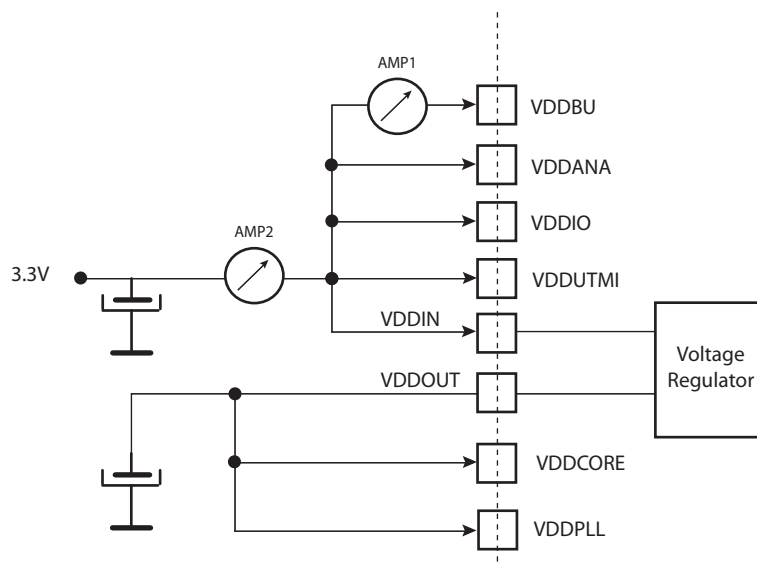 AMP1
VDDBU
VDDANA
VDDIO
AMP2
3.3V
VDDUTMI
VDDIN
Voltage
Regulator
VDDOUT
VDDCORE
VDDPLL